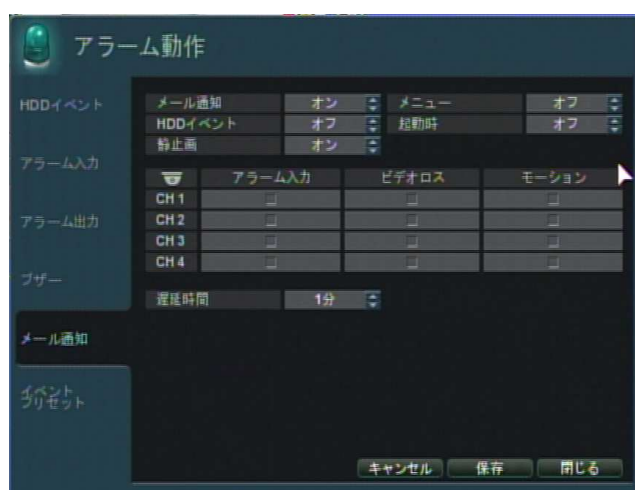 アラーム動作
HDDイベント
アラーム入力
アラーム出力
ブザー
メール通知
イベント
プリセット
メール通知 オン メニュー オフ
HDDイベント オフ 起動時 オフ
静止画 オン
アラーム入力 ビデオロス モーション
CH 1
CH 2
CH 3
CH 4
遅延時間 1分
キャンセル 保存 閉じる